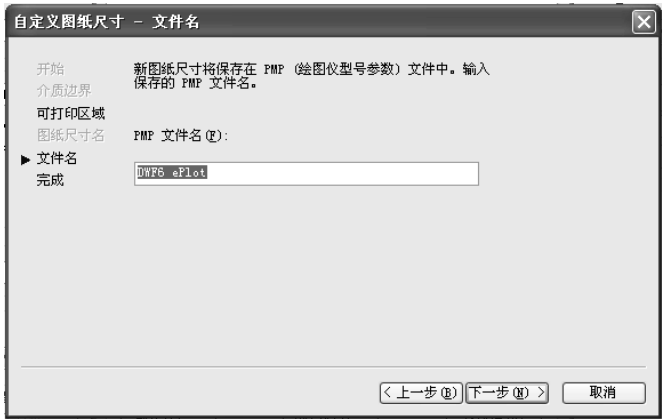 自定义图纸尺寸 - 文件名
开始
介质边界
可打印区域
图纸尺寸名
▶ 文件名
完成
新图纸尺寸将保存在 PMP (绘图仪型号参数) 文件中。输入
保存的 PMP 文件名。
PMP 文件名(F):
DWF6 ePlot
< 上一步(B)
下一步(N) >
取消